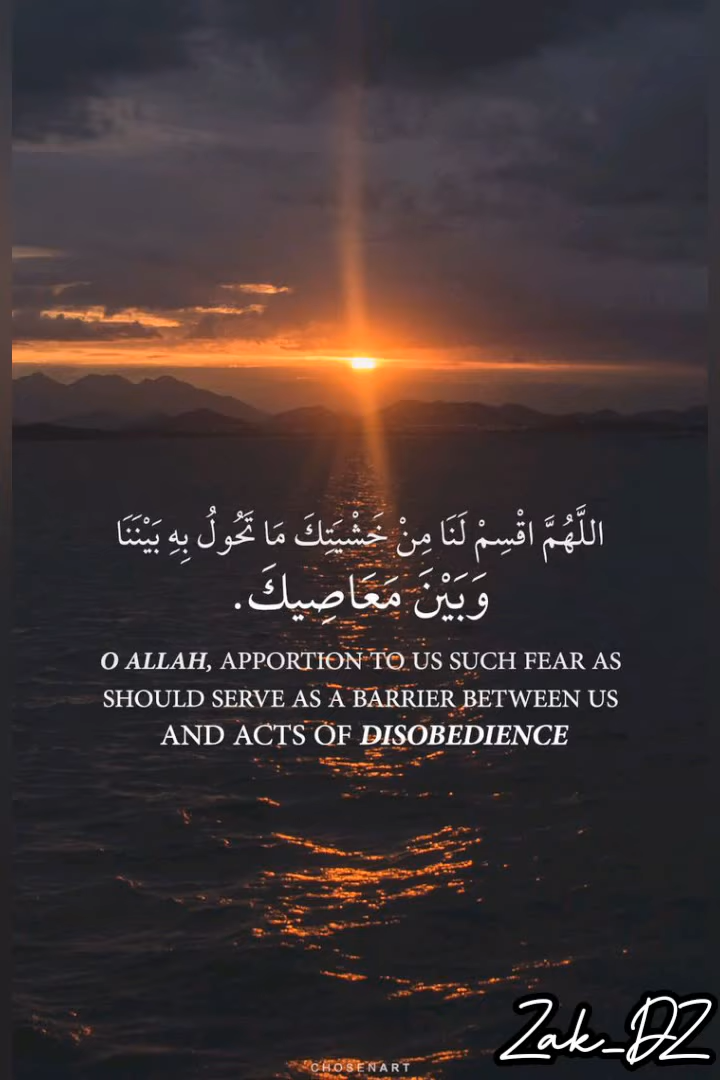 اللَّهُمَّ اقْسِمْ لَنَا مِنْ خَشْيَتِكَ مَا تَحُولُ بِهِ بَيْنَنَا
وَبَيْنَ مَعَاصِيكَ.
O ALLAH, APPORTION TO US SUCH FEAR AS
SHOULD SERVE AS A BARRIER BETWEEN US
AND ACTS OF DISOBEDIENCE
Zak_DZ
CHOSENART